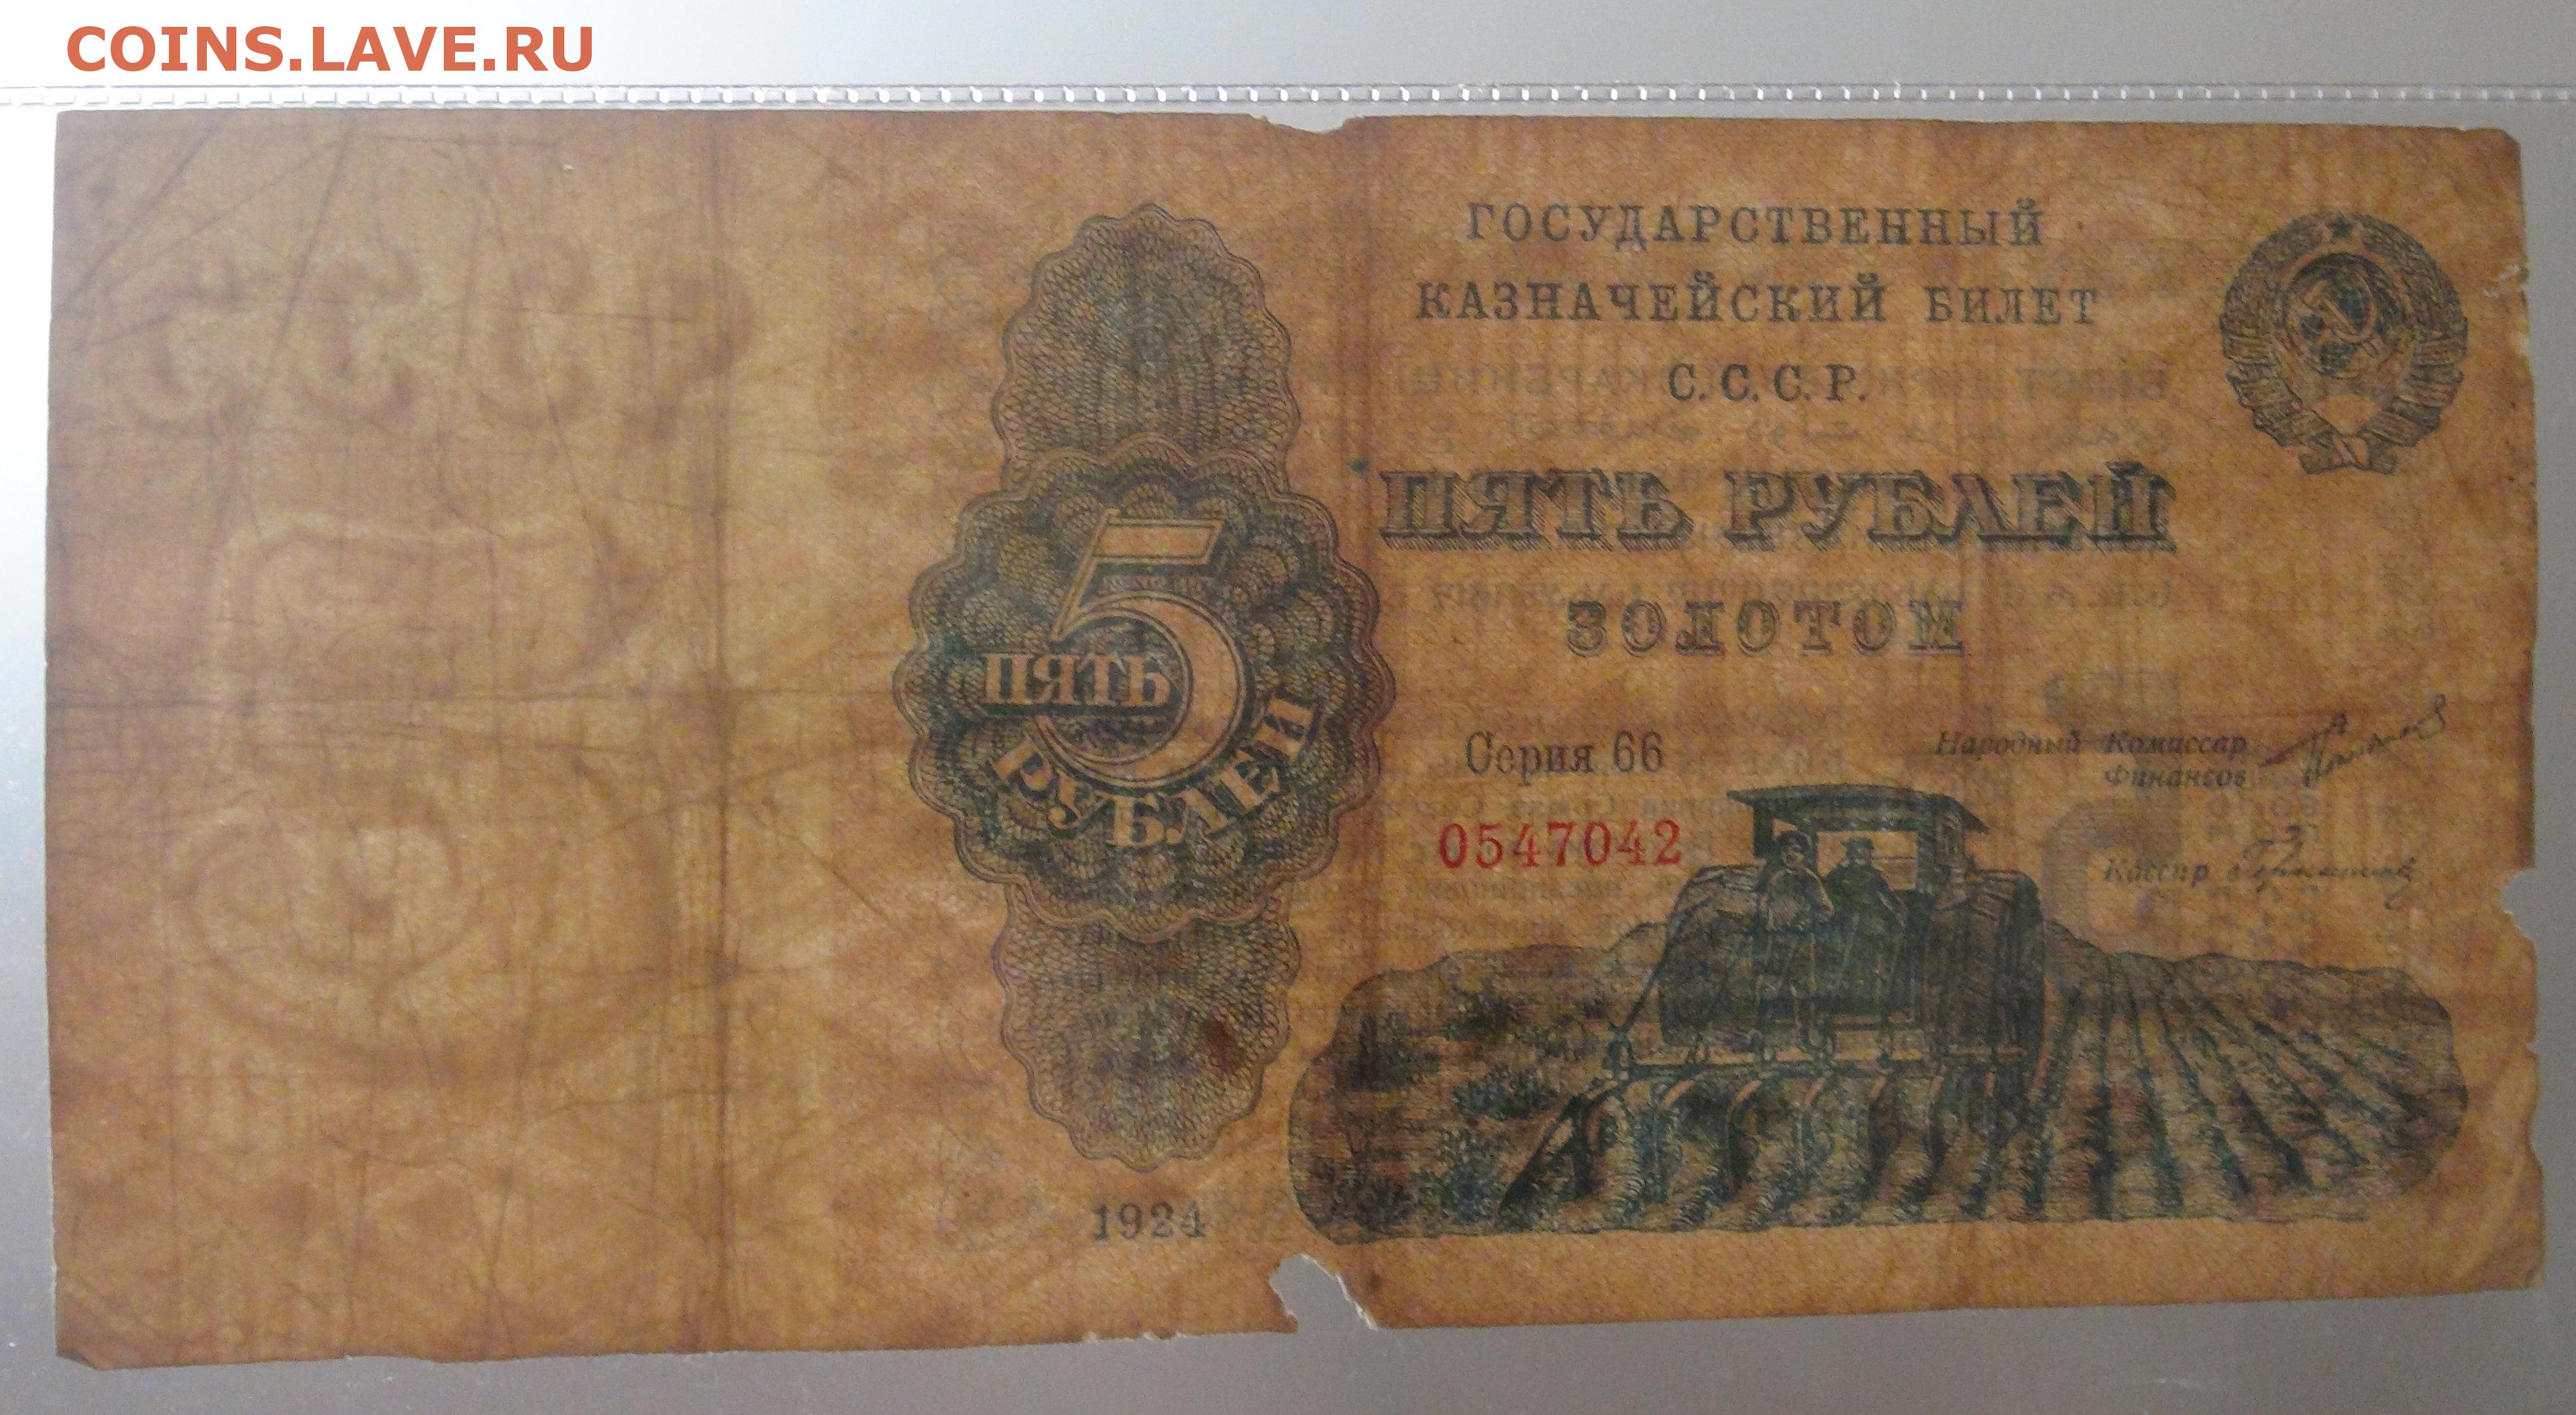 COINS.LAVE.RU
СССР
5
ПЯТЬ
РУБЛЕЙ
1924
ГОСУДАРСТВЕННЫЙ
КАЗНАЧЕЙСКИЙ БИЛЕТ
С. С. С. Р.
ПЯТЬ РУБЛЕЙ
ЗОЛОТОМ
Серия 66
0547042
Народный Комиссар
Финансов
Кассир